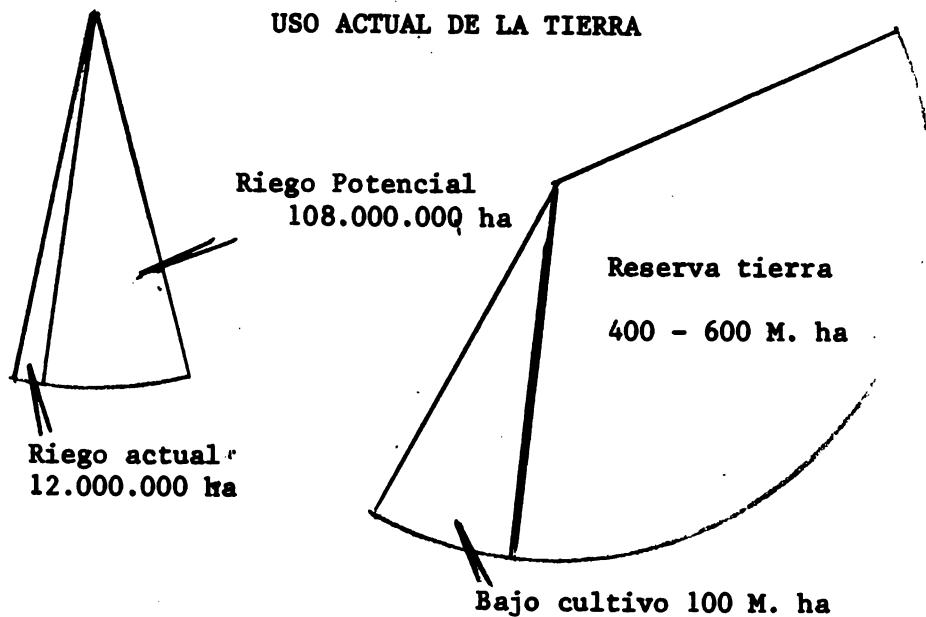 USO ACTUAL DE LA TIERRA
Riego Potencial
108.000.000 ha
Reserva tierra
400 - 600 M. ha
Riego actual
12.000.000 ha
Bajo cultivo 100 M. ha